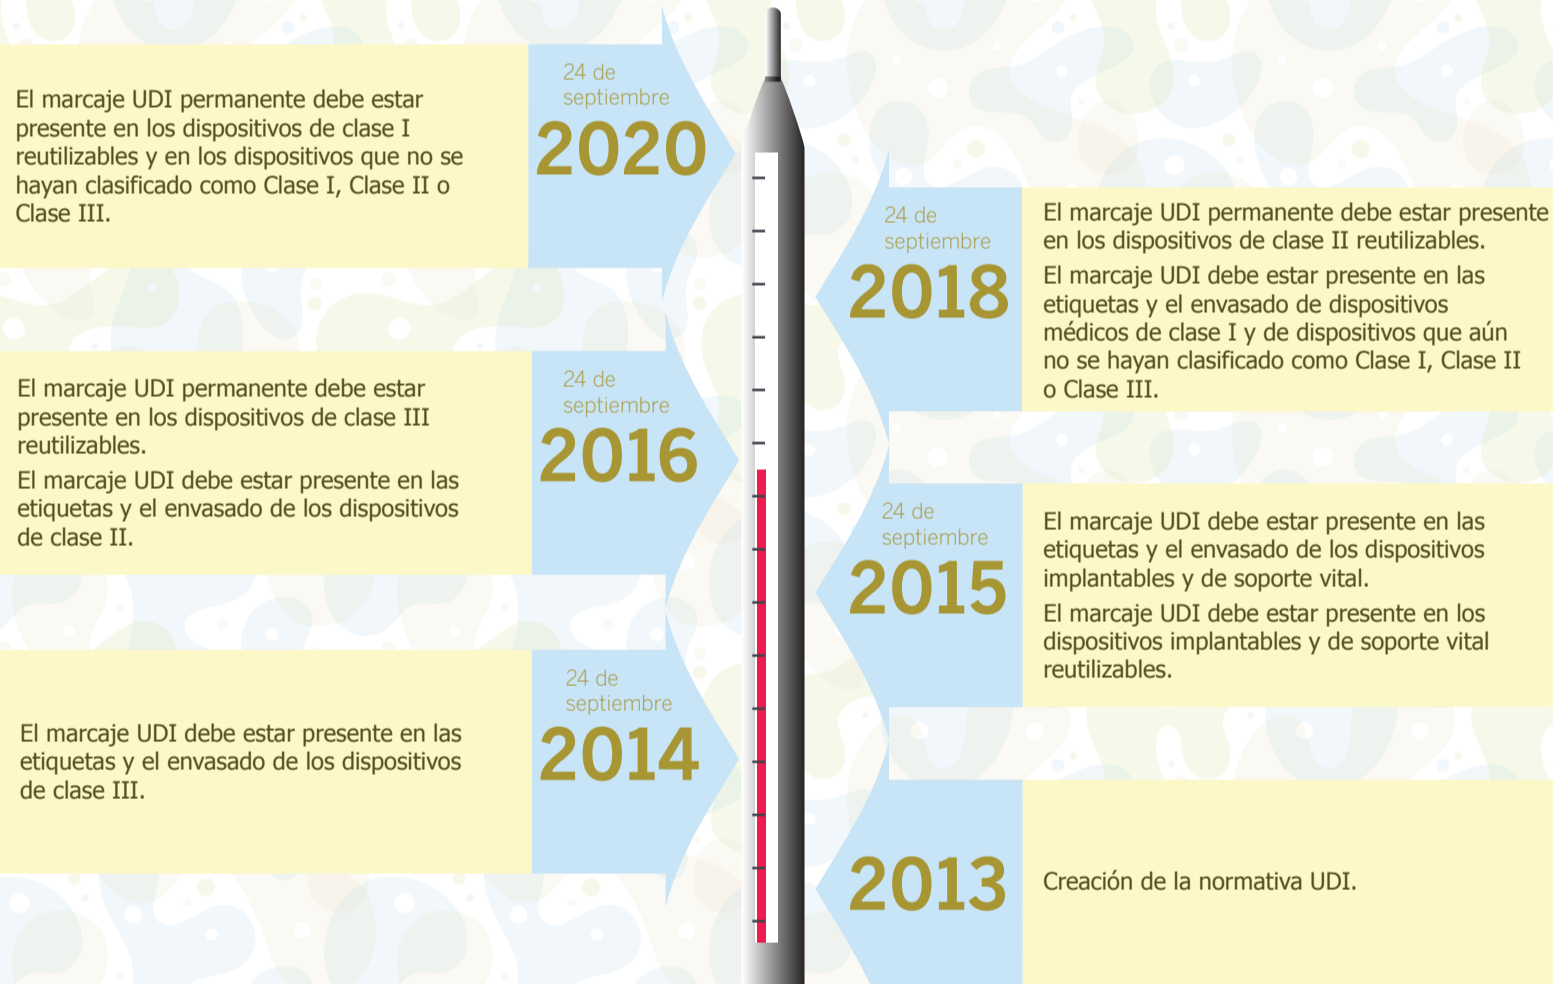 24 de
septiembre
2020
El marcaje UDI permanente debe estar
presente en los dispositivos de clase I
reutilizables y en los dispositivos que no se
hayan clasificado como Clase I, Clase II o
Clase III.
24 de
septiembre
2018
El marcaje UDI permanente debe estar presente
en los dispositivos de clase II reutilizables.
El marcaje UDI debe estar presente en las
etiquetas y el envasado de dispositivos
médicos de clase I y de dispositivos que aún
no se hayan clasificado como Clase I, Clase II
o Clase III.
24 de
septiembre
2016
El marcaje UDI permanente debe estar
presente en los dispositivos de clase III
reutilizables.
El marcaje UDI debe estar presente en las
etiquetas y el envasado de los dispositivos
de clase II.
24 de
septiembre
2015
El marcaje UDI debe estar presente en las
etiquetas y el envasado de los dispositivos
implantables y de soporte vital.
El marcaje UDI debe estar presente en los
dispositivos implantables y de soporte vital
reutilizables.
24 de
septiembre
2014
El marcaje UDI debe estar presente en las
etiquetas y el envasado de los dispositivos
de clase III.
2013
Creación de la normativa UDI.